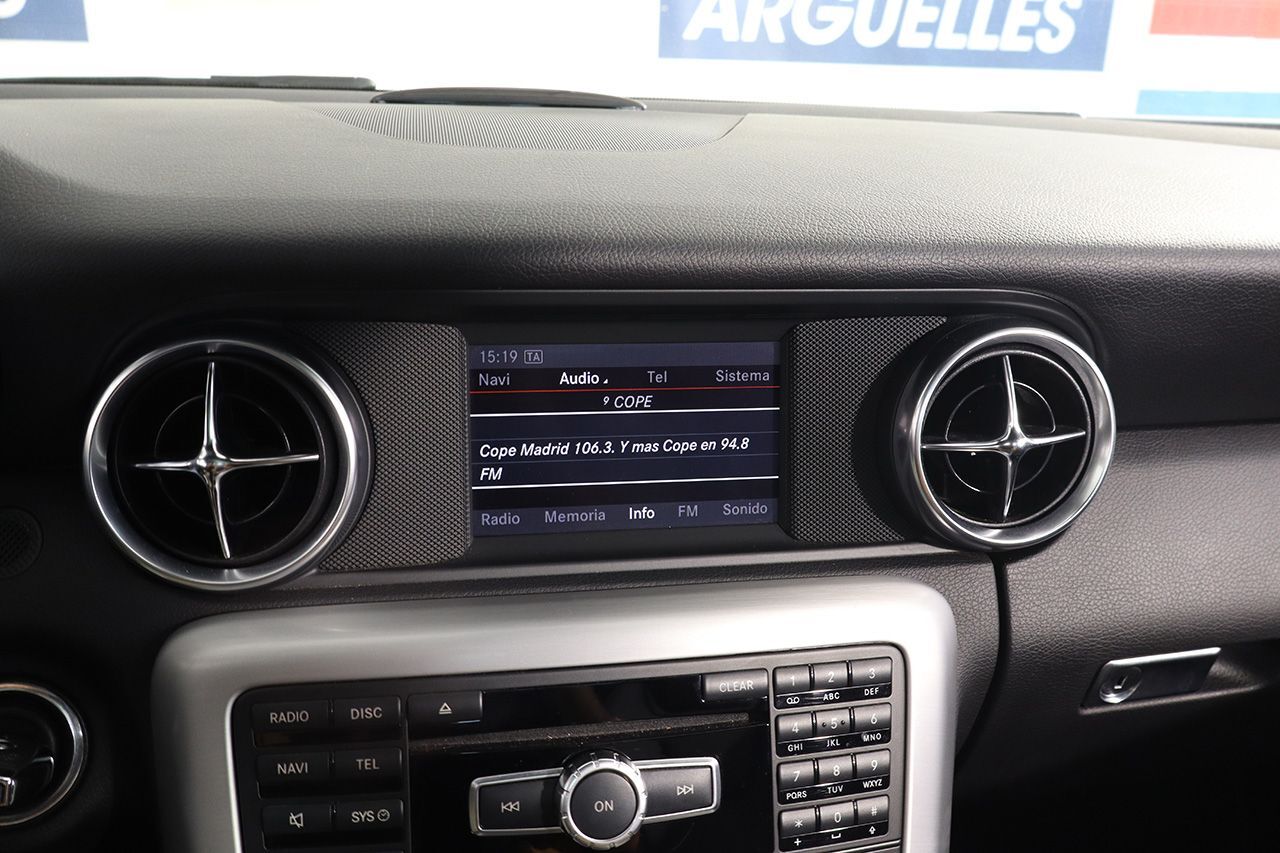 ARGUELLES
15:19 TA
Navi Audio Tel Sistema
9 COPE
Cope Madrid 106.3. Y mas Cope en 94.8
FM
Radio Memoria Info FM Sonido
CLEAR
RADIO DISC
NAVI TEL
SYS
ON
1 2 3
ABC DEF
4 5 6
GHI JKL MNO
7 8 9
PQRS TUV WXYZ
* 0 #
+